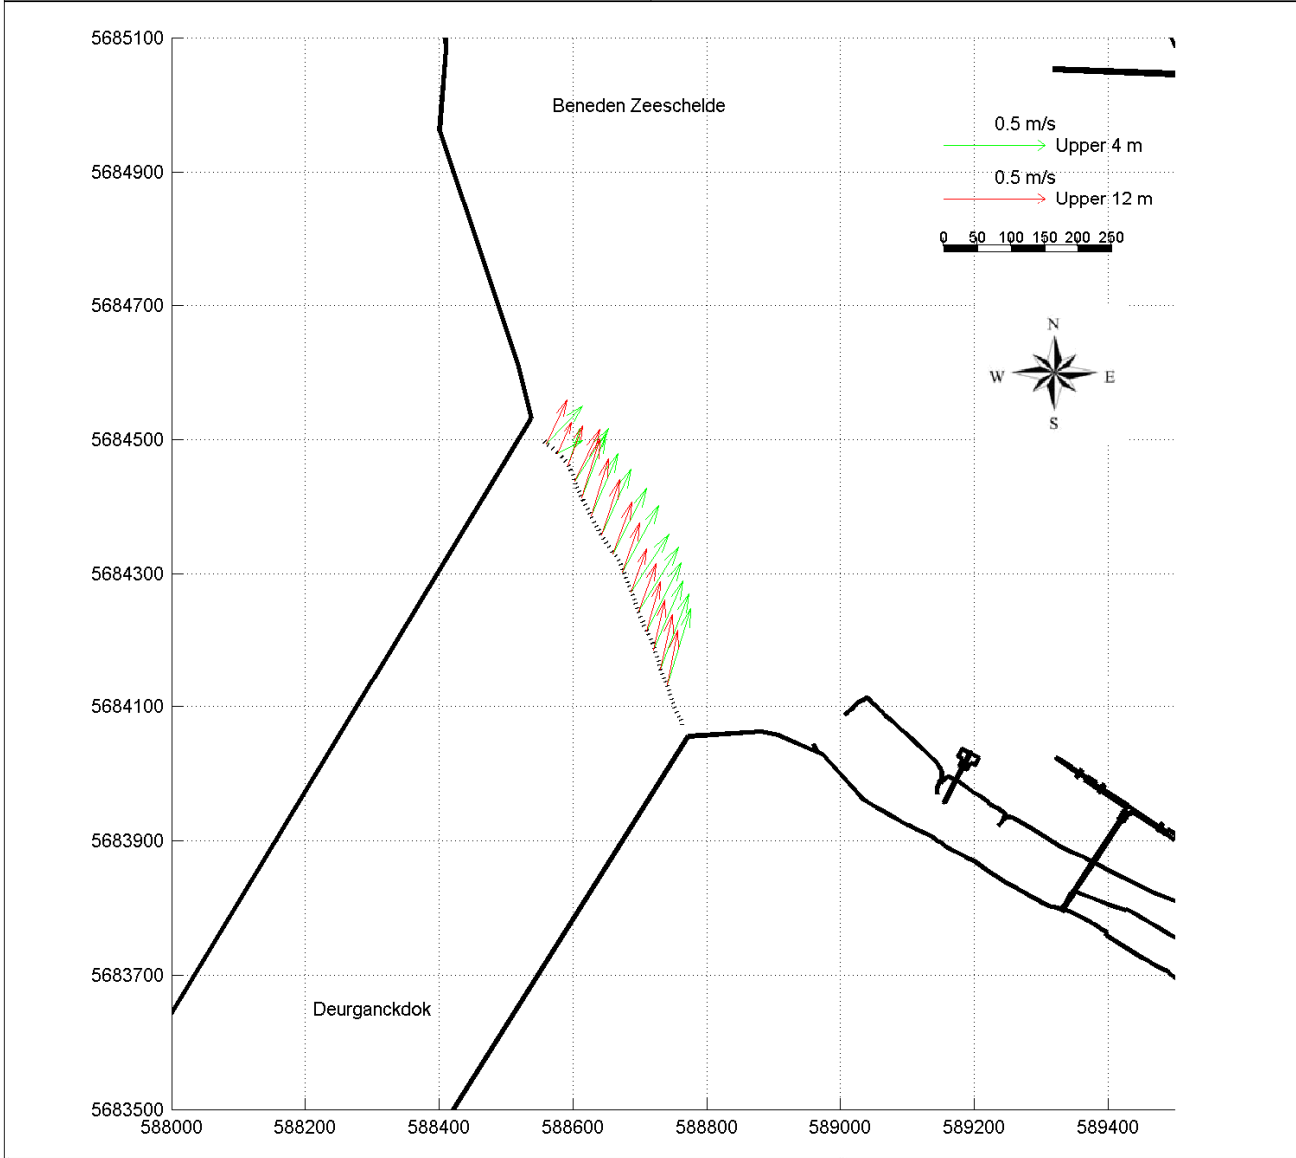 5685100
Beneden Zeeschelde
0.5 m/s
Upper 4 m
5684900
0.5 m/s
Upper 12 m
0 50 100 150 200 250
5684700
N
W E
S
5684500
5684300
5684100
5683900
5683700
Deurganckdok
5683500
588000 588200 588400 588600 588800 589000 589200 589400